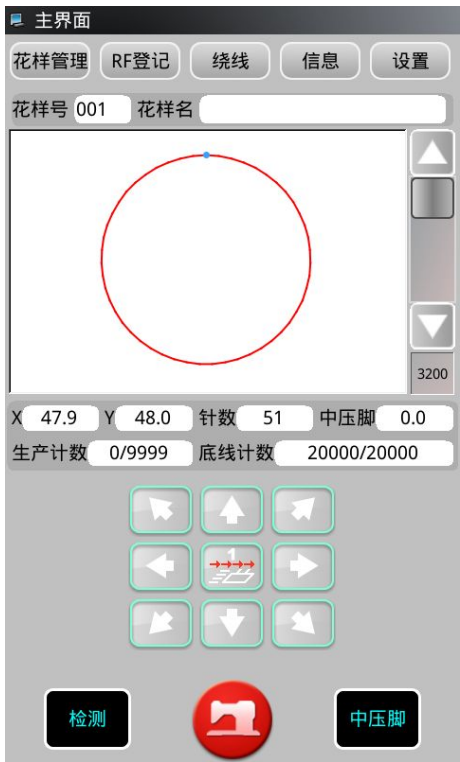 主界面
花样管理 RF登记 绕线 信息 设置
花样号 001 花样名
3200
X 47.9 Y 48.0 针数 51 中压脚 0.0
生产计数 0/9999 底线计数 20000/20000
1
检测 中压脚